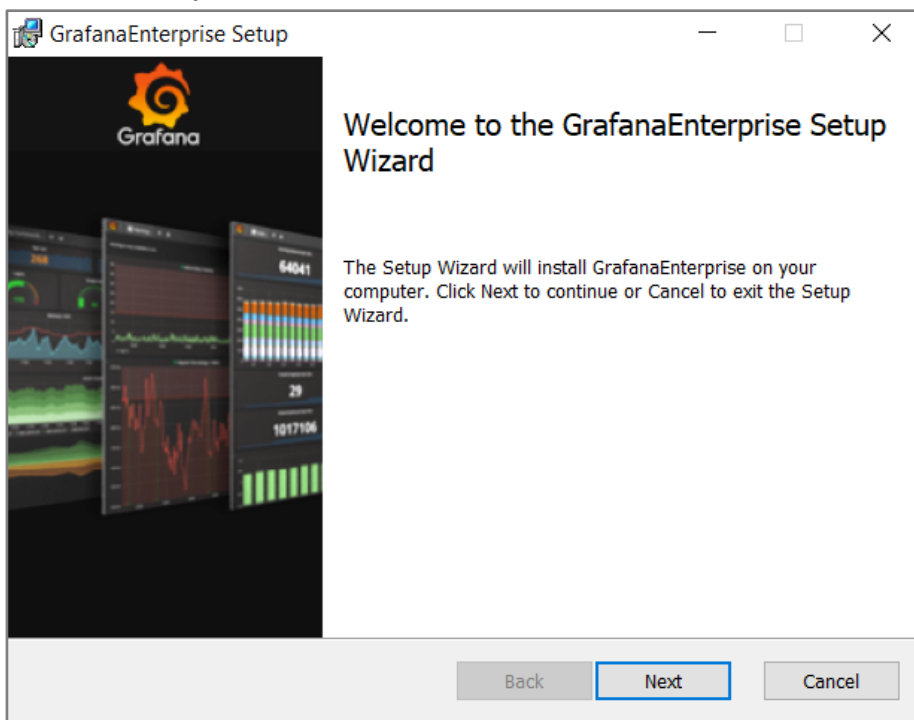 GrafanaEnterprise Setup
Grafana
Welcome to the GrafanaEnterprise Setup
Wizard
The Setup Wizard will install GrafanaEnterprise on your
computer. Click Next to continue or Cancel to exit the Setup
Wizard.
268
64041
29
1017106
Back
Next
Cancel